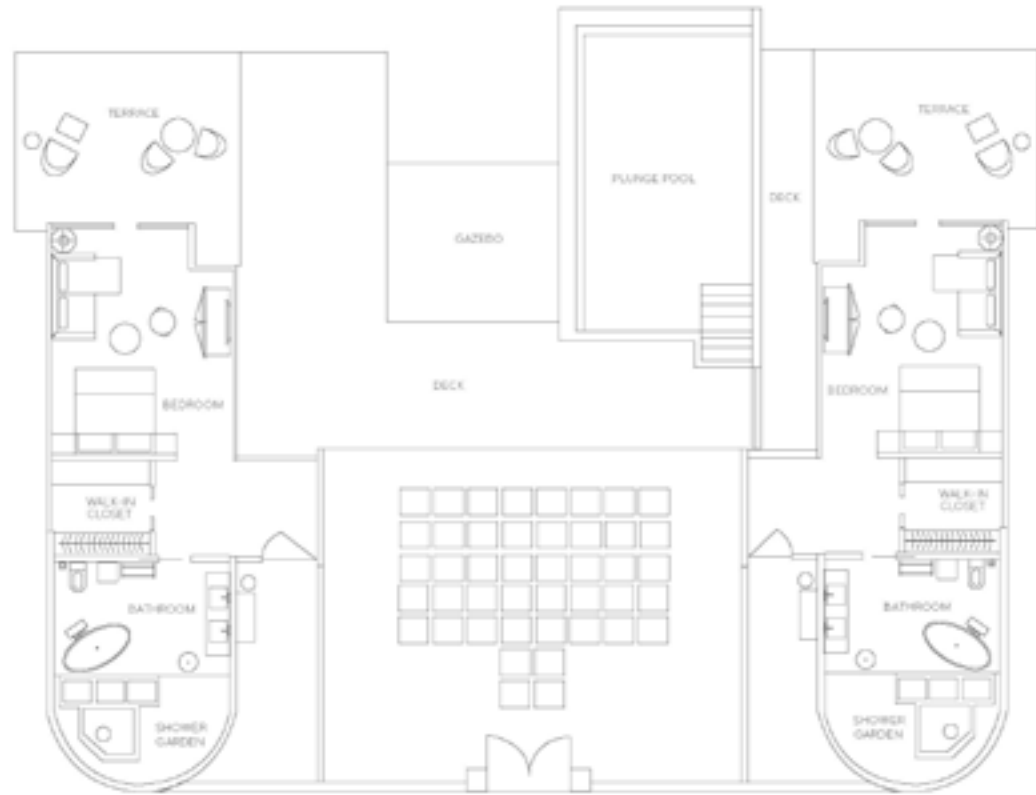 TERRACE
TERRACE
PLUNGE POOL
DECK
GAZEBO
DECK
BEDROOM
BEDROOM
WALK-IN
CLOSET
WALK-IN
CLOSET
BATHROOM
BATHROOM
SHOWER
GARDEN
SHOWER
GARDEN